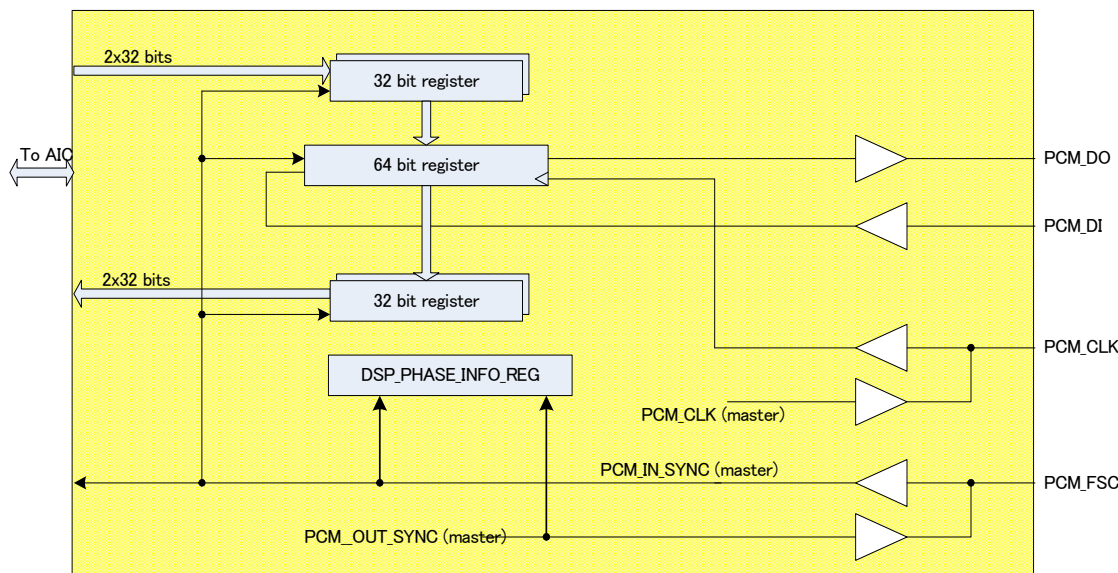 2x32 bits
32 bit register
To AIC
64 bit register
PCM_DO
PCM_DI
2x32 bits
32 bit register
PCM_CLK
DSP_PHASE_INFO_REG
PCM_CLK (master)
PCM_IN_SYNC (master)
PCM_FSC
PCM_OUT_SYNC (master)